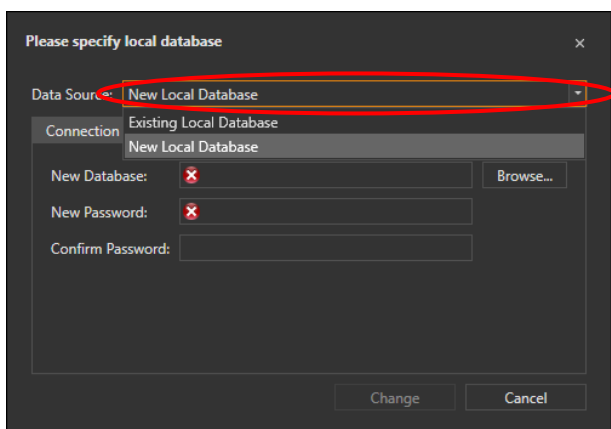 Please specify local database
Data Source: New Local Database
Existing Local Database
Connection
New Local Database
New Database: Browse...
New Password:
Confirm Password:
Change Cancel